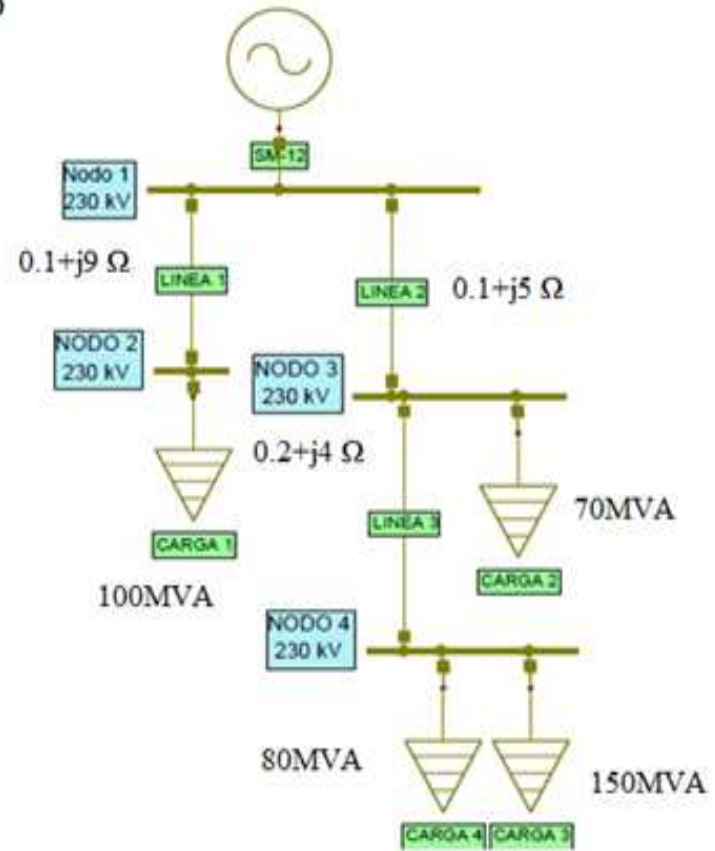 SM-12
Nodo 1
230 kV
0.1+j9 Ω
LINEA 1
LINEA 2
0.1+j5 Ω
NODO 2
230 kV
NODO 3
230 kV
0.2+j4 Ω
70MVA
LINEA 3
CARGA 1
CARGA 2
100MVA
NODO 4
230 kV
80MVA
150MVA
CARGA 4
CARGA 3